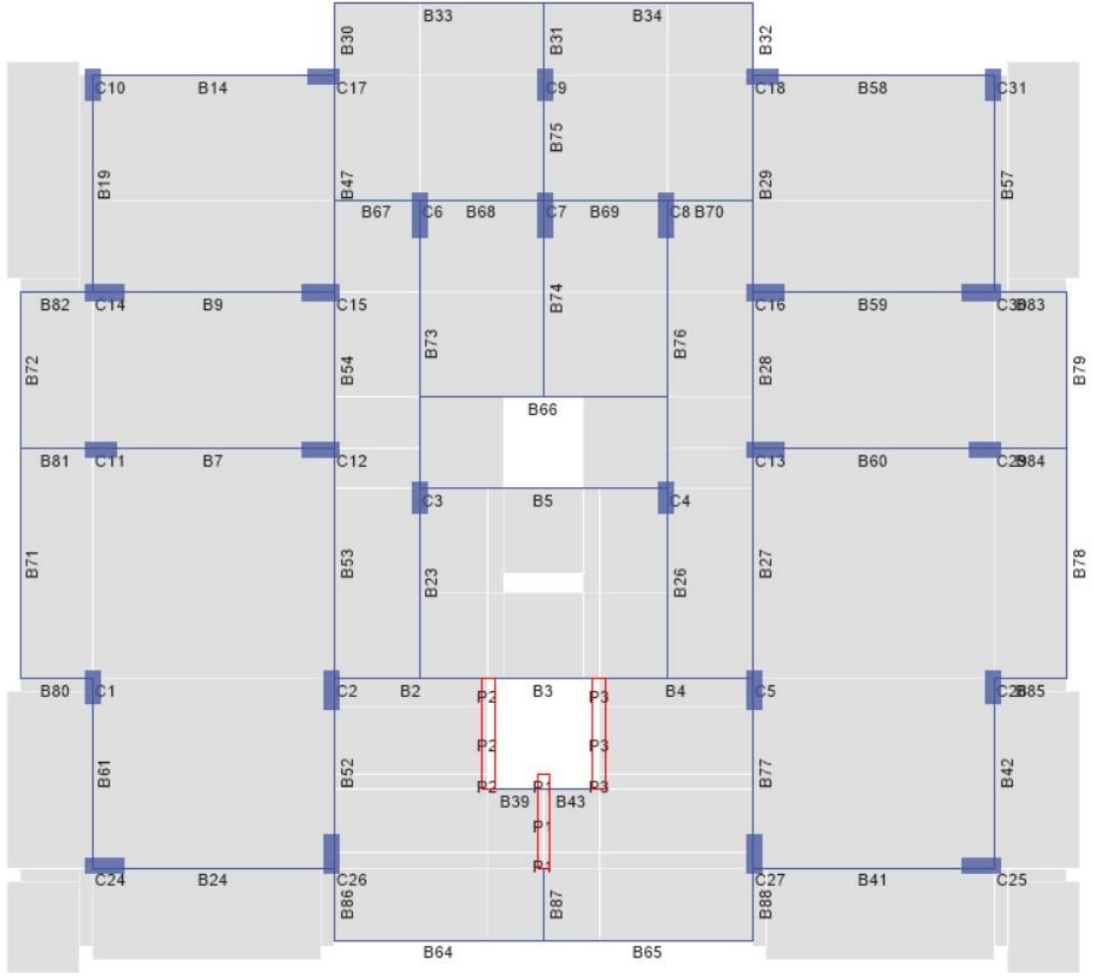 B33 B34
B30 B31 B32
C10 B14 C17 C9 C18 B58 C31
B75
B19 B47 B29 B57
B67 C6 B68 C7 B69 C8 B70
B82 C14 B9 C15 B74 C16 B59 B83
B73 B76
B72 B54 B28 B79
B66
B81 C11 B7 C12 C13 B60 B84
C3 B5 C4
B71 B53 B23 B26 B27 B78
B80 C1 C2 B2 P2 B3 P3 B4 C5 B85
B61 B52 P2 P3 B77 B42
P2 P1 P3
B39 B43
P1
P1
C24 B24 C26 C27 B41 C25
B86 B87 B88
B64 B65